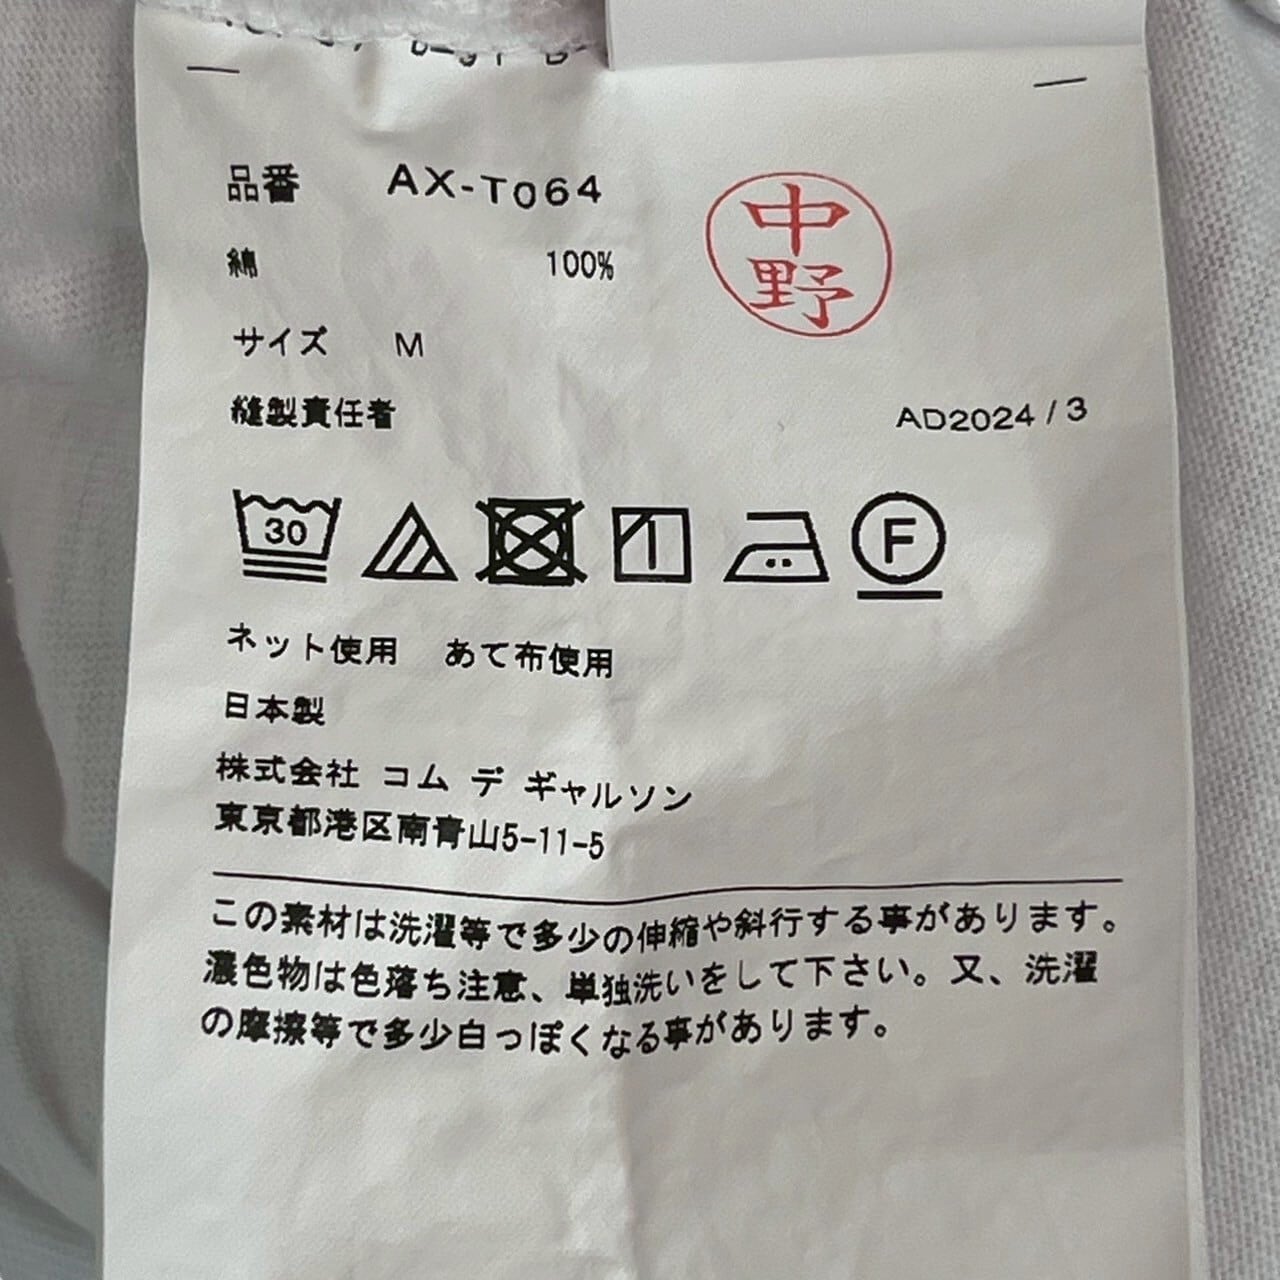 品番 AX-T064
中野
綿 100%
サイズ M
縫製責任者 AD2024/3
30
F
ネット使用 あて布使用
日本製
株式会社 コム デ ギャルソン
東京都港区南青山5-11-5
この素材は洗濯等で多少の伸縮や斜行する事があります。
濃色物は色落ち注意、単独洗いをして下さい。又、洗濯
の摩擦等で多少白っぽくなる事があります。